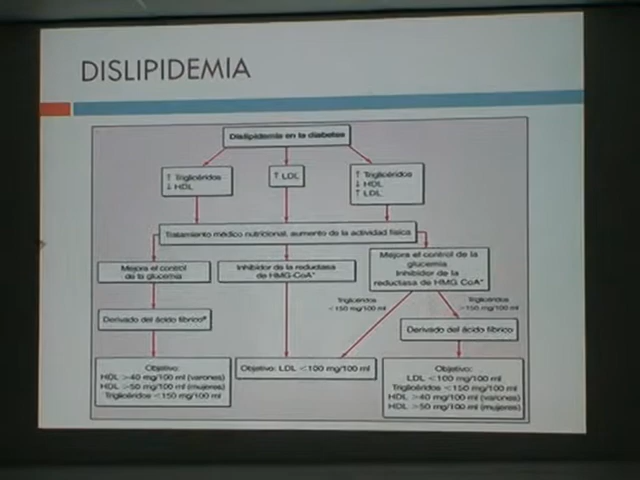 DISLIPIDEMIA
Dislipidemia en la diabetes
↑ Triglicéridos
↓ HDL
↑ LDL
↑ Triglicéridos
↓ HDL
↑ LDL
Tratamiento médico nutricional, aumento de la actividad física
Mejora el control
de la glucemia
Inhibidor de la reductasa
de HMG-CoA*
Mejora el control de la
glucemia
Inhibidor de la
reductasa de HMG CoA*
Triglicéridos
<150 mg/100 ml
Triglicéridos
>150 mg/100 ml
Derivado del ácido fíbrico*
Derivado del ácido fíbrico
Objetivo:
HDL >40 mg/100 ml (varones)
HDL >50 mg/100 ml (mujeres)
Triglicéridos <150 mg/100 ml
Objetivo: LDL <100 mg/100 ml
Objetivo:
LDL <100 mg/100 ml
Triglicéridos <150 mg/100 ml
HDL >40 mg/100 ml (varones)
HDL >50 mg/100 ml (mujeres)